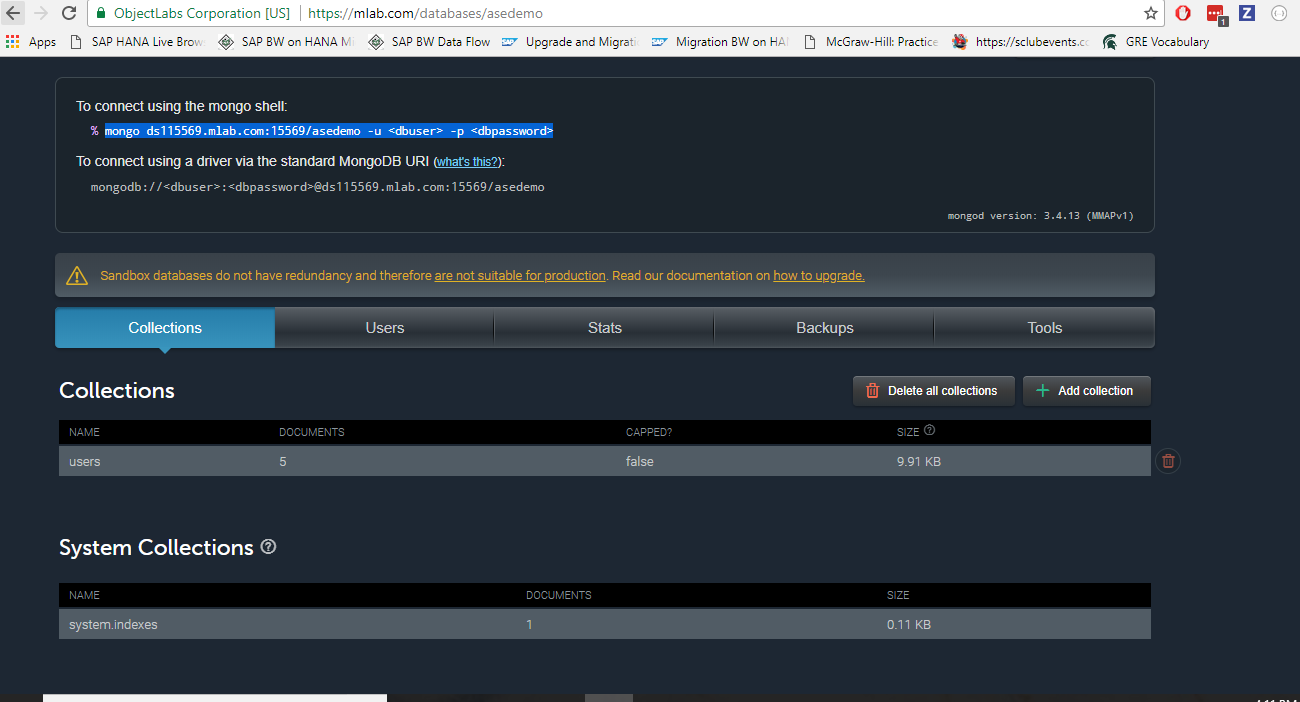 ObjectLabs Corporation [US] https://mlab.com/databases/asedemo
1 Z
Apps SAP HANA Live Brow SAP BW on HANA Mi SAP BW Data Flow Upgrade and Migrati Migration BW on HAN McGraw-Hill: Practice https://sclubevents.cc GRE Vocabulary
To connect using the mongo shell:
% mongo ds115569.mlab.com:15569/asedemo -u <dbuser> -p <dbpassword>
To connect using a driver via the standard MongoDB URI (what's this?):
mongodb://<dbuser>:<dbpassword>@ds115569.mlab.com:15569/asedemo
mongod version: 3.4.13 (MMAPv1)
Sandbox databases do not have redundancy and therefore are not suitable for production. Read our documentation on how to upgrade.
Collections Users Stats Backups Tools
Collections Delete all collections Add collection
NAME DOCUMENTS CAPPED? SIZE
users 5 false 9.91 KB
System Collections
NAME DOCUMENTS SIZE
system.indexes 1 0.11 KB